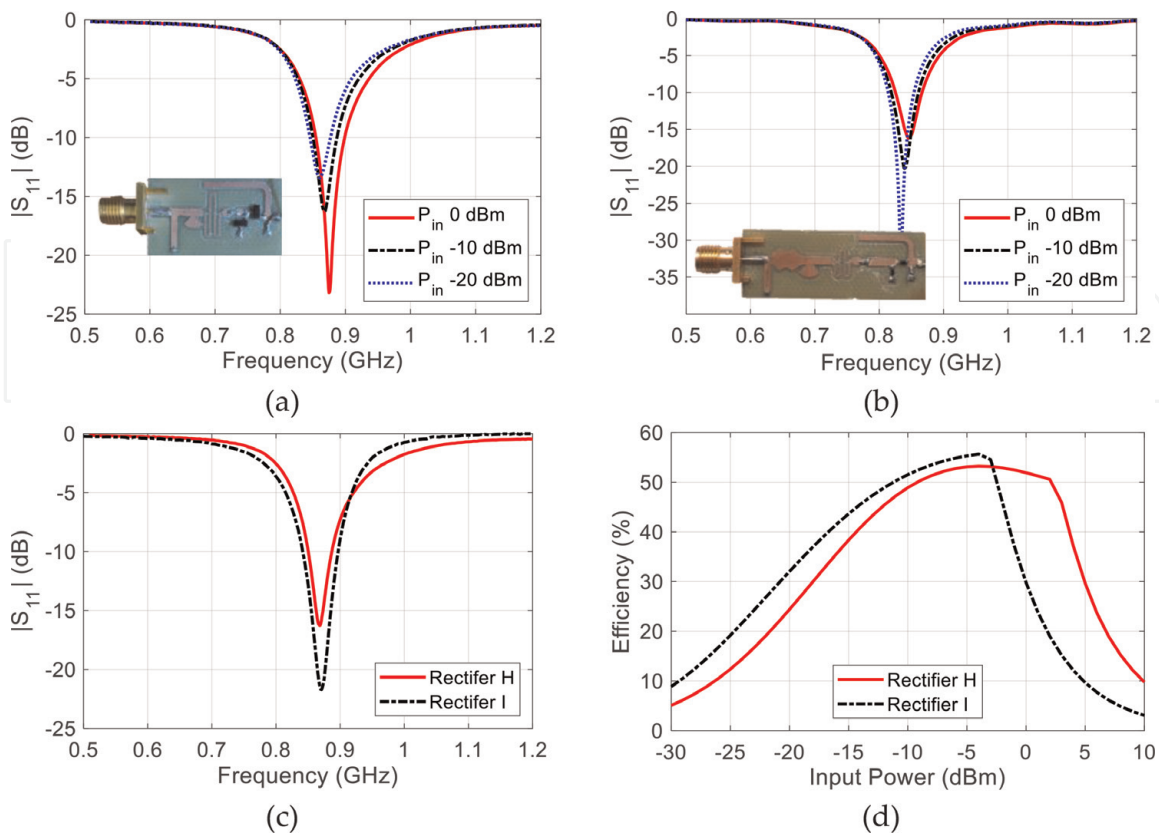 0
-5
-10
-15
-20
-25
|S11| (dB)
Pin 0 dBm
Pin -10 dBm
Pin -20 dBm
0.5 0.6 0.7 0.8 0.9 1 1.1 1.2
Frequency (GHz)
(a)
0
-5
-10
-15
-20
-25
-30
-35
|S11| (dB)
Pin 0 dBm
Pin -10 dBm
Pin -20 dBm
0.5 0.6 0.7 0.8 0.9 1 1.1 1.2
Frequency (GHz)
(b)
0
-5
-10
-15
-20
-25
|S11| (dB)
Rectifer H
Rectifer I
0.5 0.6 0.7 0.8 0.9 1 1.1 1.2
Frequency (GHz)
(c)
60
50
40
30
20
10
0
Efficiency (%)
Rectifier H
Rectifier I
-30 -25 -20 -15 -10 -5 0 5 10
Input Power (dBm)
(d)